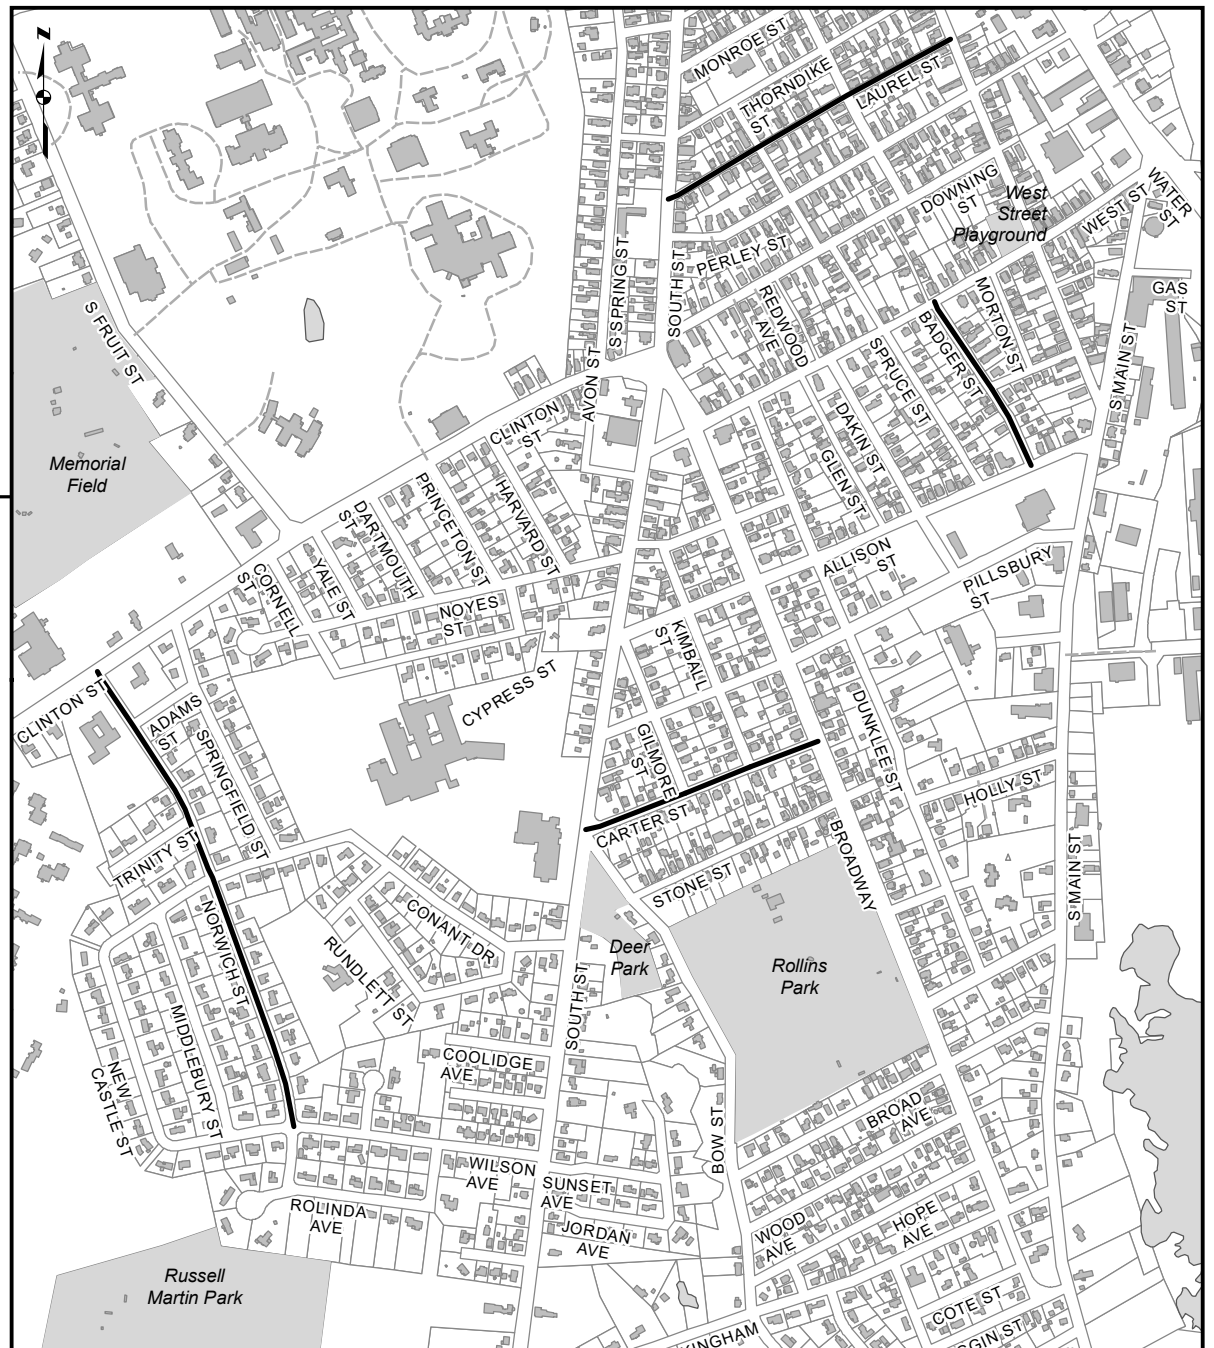 Z
MONROE ST
THORNDIKE
ST
LAUREL ST
DOWNING
ST
West
Street
Playground
WEST ST
WATER
ST
S SPRING ST
SOUTH ST
PERLEY ST
GAS
ST
MORTON ST
BADGER ST
REDWOOD
AVE
SPRUCE ST
S MAIN ST
S FRUIT ST
AVON ST
CLINTON
ST
DAKIN ST
GLEN ST
Memorial
Field
HARVARD ST
PRINCETON ST
DARTMOUTH
ST
YALE ST
CORNELL
ST
NOYES
ST
ALLISON
ST
PILLSBURY
ST
KIMBALL
ST
CYPRESS ST
CLINTON ST
ADAMS
ST
SPRINGFIELD ST
GILMORE
ST
DUNKLEE ST
HOLLY ST
CARTER ST
TRINITY ST
STONE ST
BROADWAY
S MAIN ST
NORWICH ST
CONANT DR
RUNDLETT ST
Deer
Park
Rollins
Park
SOUTH ST
MIDDLEBURY ST
NEW
CASTLE ST
COOLIDGE
AVE
BROAD
AVE
BOW ST
WILSON
AVE
SUNSET
AVE
ROLINDA
AVE
JORDAN
AVE
WOOD
AVE
HOPE
AVE
Russell
Martin Park
COTE ST
KINGHAM
GIN ST